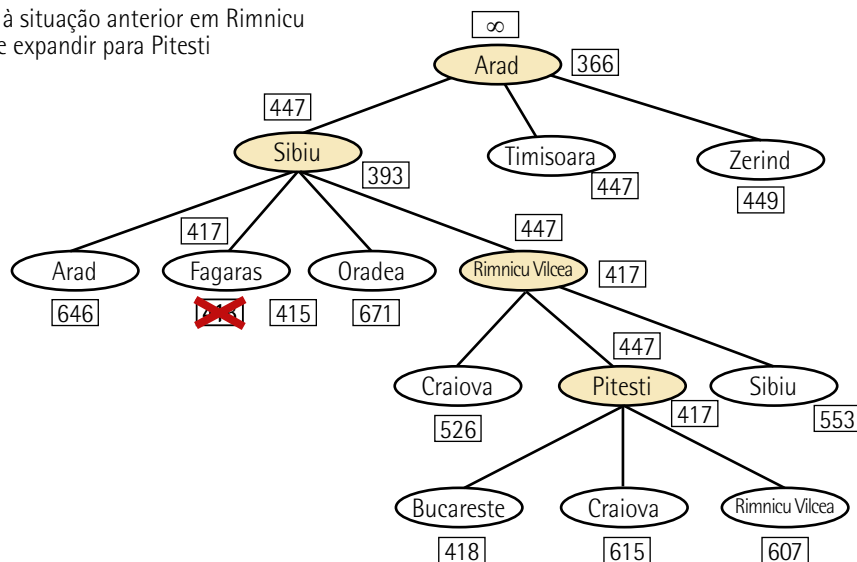 à situação anterior em Rimnicu
e expandir para Pitesti
∞
Arad 366
447
Sibiu 393
Timisoara 447
Zerind 449
417 447
Arad Fagaras Oradea Rimnicu Vilcea 417
646 415 671
447
Craiova Pitesti Sibiu
526 417 553
Bucareste Craiova Rimnicu Vilcea
418 615 607